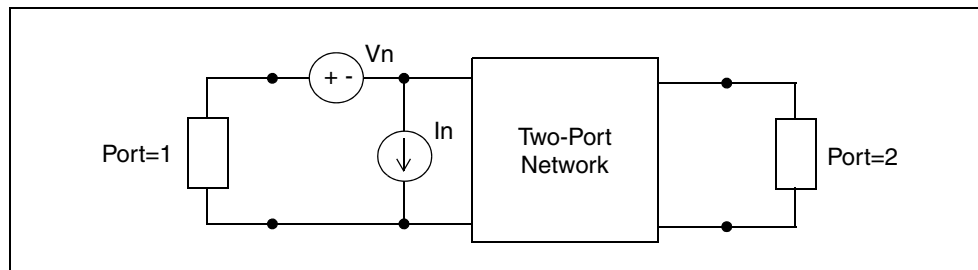 Vn
+ -
In
Port=1
Two-Port
Network
Port=2